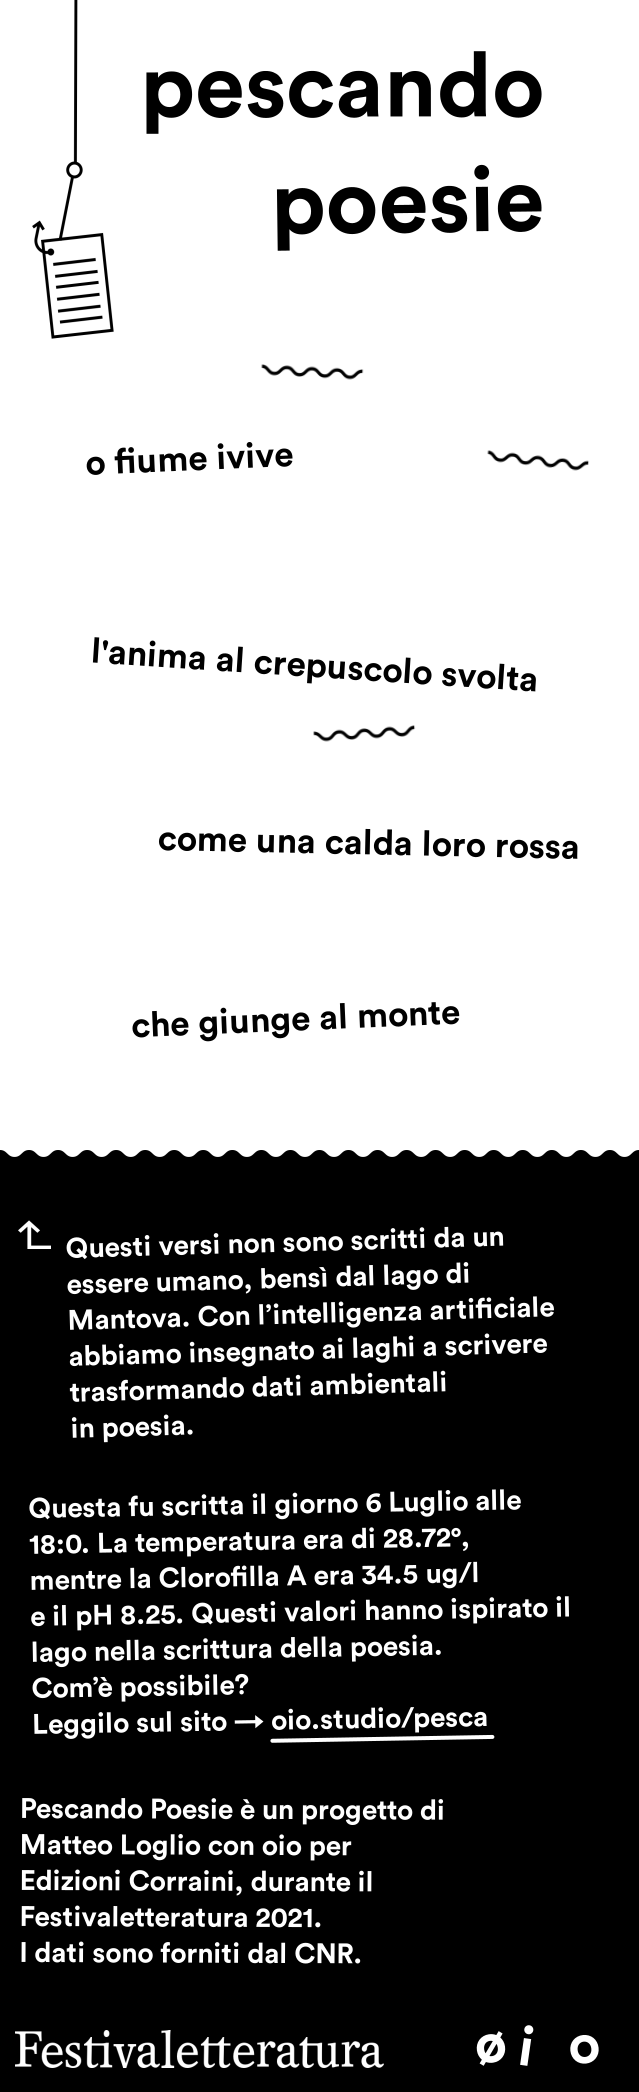 pescando
poesie
o fiume ivive
l'anima al crepuscolo svolta
come una calda loro rossa
che giunge al monte
Questi versi non sono scritti da un
essere umano, bensì dal lago di
Mantova. Con l’intelligenza artificiale
abbiamo insegnato ai laghi a scrivere
trasformando dati ambientali
in poesia.
Questa fu scritta il giorno 6 Luglio alle
18:0. La temperatura era di 28.72°,
mentre la Clorofilla A era 34.5 ug/l
e il pH 8.25. Questi valori hanno ispirato il
lago nella scrittura della poesia.
Com’è possibile?
Leggilo sul sito → oio.studio/pesca
Pescando Poesie è un progetto di
Matteo Loglio con oio per
Edizioni Corraini, durante il
Festivaletteratura 2021.
I dati sono forniti dal CNR.
Festivaletteratura øi o